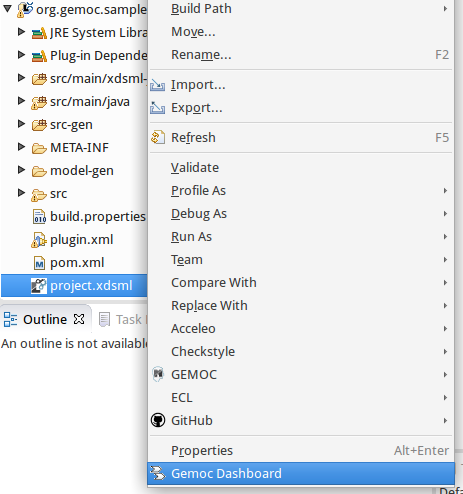 org.gemoc.sample
JRE System Libra
Plug-in Depende
src/main/xdsml-
src/main/java
src-gen
META-INF
model-gen
src
build.properties
plugin.xml
pom.xml
project.xdsml
Outline
Task
An outline is not available
Build Path
Move...
Rename... F2
Import...
Export...
Refresh F5
Validate
Profile As
Debug As
Run As
Team
Compare With
Replace With
Acceleo
Checkstyle
GEMOC
ECL
GitHub
Properties Alt+Enter
Gemoc Dashboard
Defa